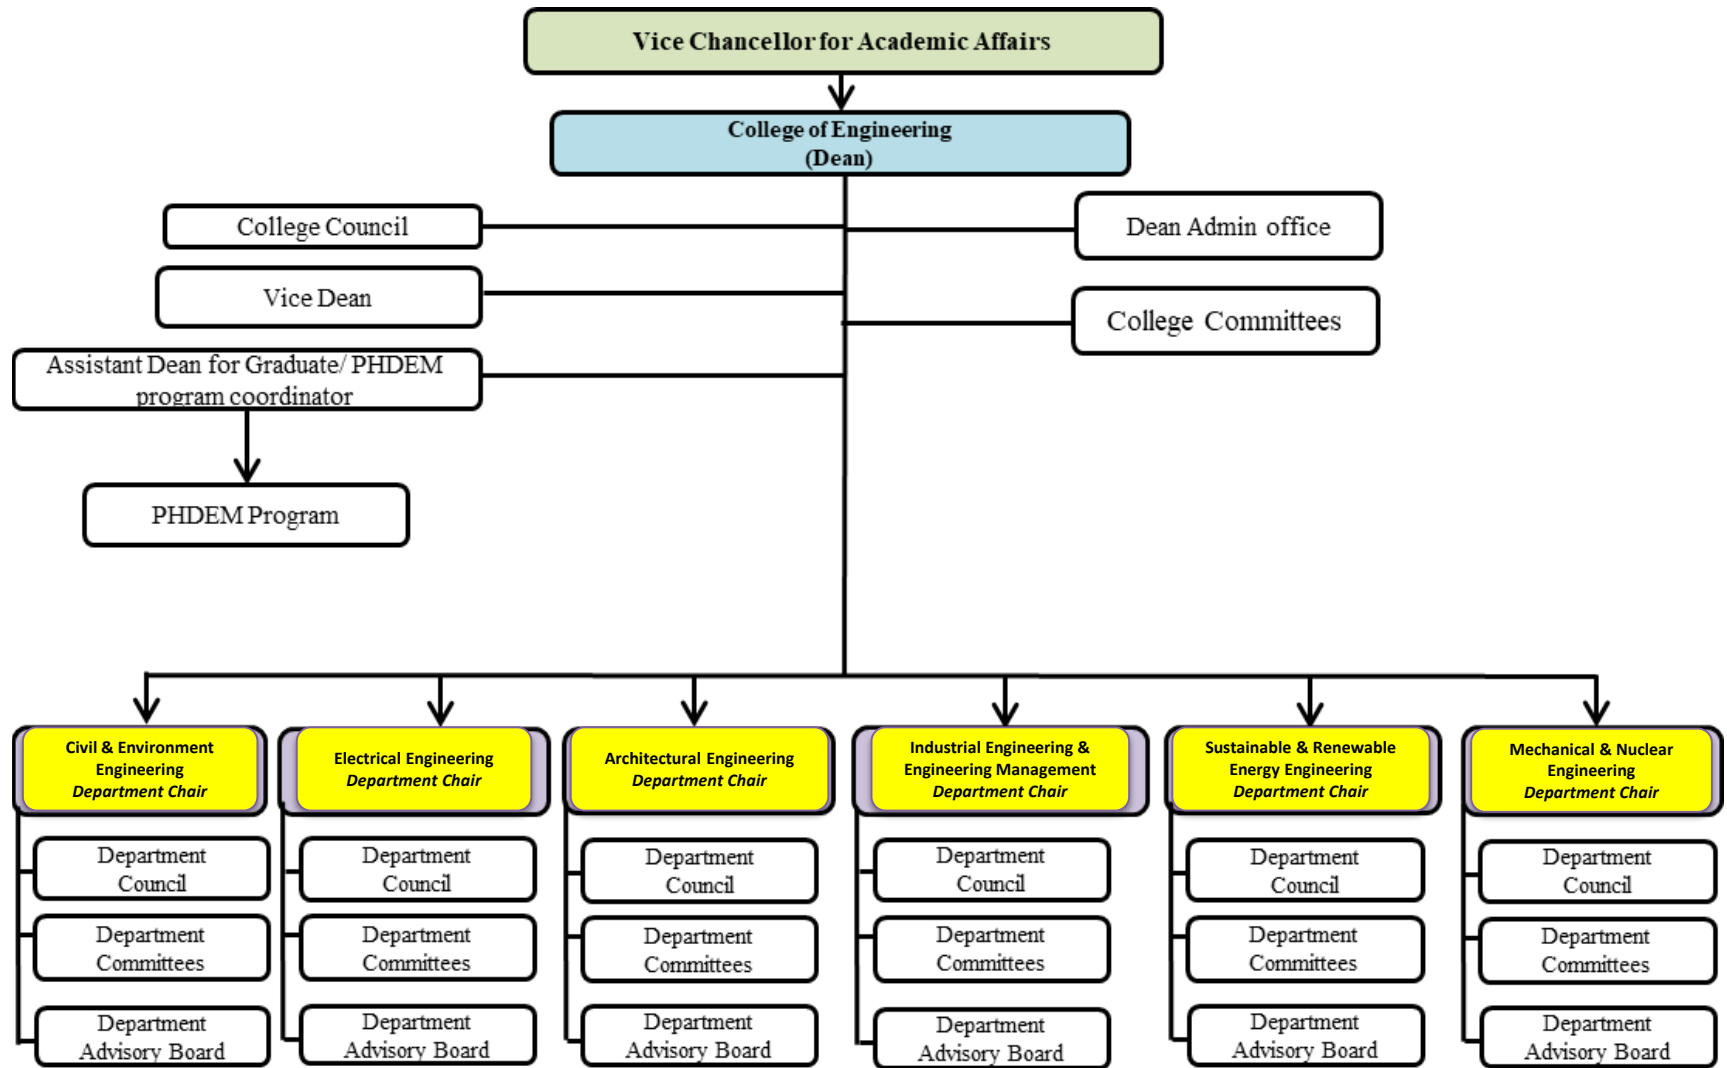 Vice Chancellor for Academic Affairs
College of Engineering
(Dean)
College Council
Dean Admin office
Vice Dean
College Committees
Assistant Dean for Graduate/ PHDEM
program coordinator
PHDEM Program
Civil & Environment
Engineering
Department Chair
Electrical Engineering
Department Chair
Architectural Engineering
Department Chair
Industrial Engineering &
Engineering Management
Department Chair
Sustainable & Renewable
Energy Engineering
Department Chair
Mechanical & Nuclear
Engineering
Department Chair
Department
Council
Department
Council
Department
Council
Department
Council
Department
Council
Department
Council
Department
Committees
Department
Committees
Department
Committees
Department
Committees
Department
Committees
Department
Committees
Department
Advisory Board
Department
Advisory Board
Department
Advisory Board
Department
Advisory Board
Department
Advisory Board
Department
Advisory Board